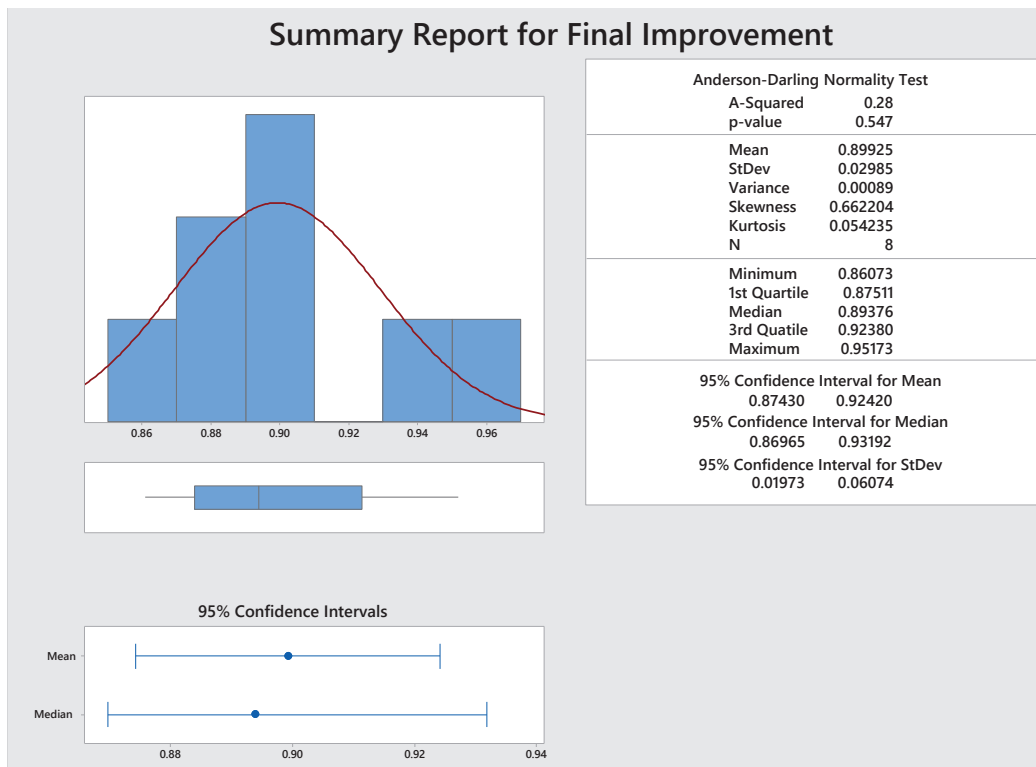 Summary Report for Final Improvement
0.86 0.88 0.90 0.92 0.94 0.96
95% Confidence Intervals
Mean
Median
0.88 0.90 0.92 0.94
Anderson-Darling Normality Test
A-Squared 0.28
p-value 0.547
Mean 0.89925
StDev 0.02985
Variance 0.00089
Skewness 0.662204
Kurtosis 0.054235
N 8
Minimum 0.86073
1st Quartile 0.87511
Median 0.89376
3rd Quatile 0.92380
Maximum 0.95173
95% Confidence Interval for Mean
0.87430 0.92420
95% Confidence Interval for Median
0.86965 0.93192
95% Confidence Interval for StDev
0.01973 0.06074